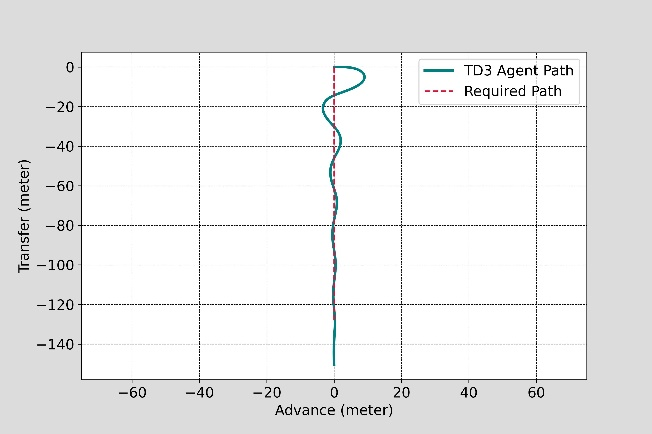 TD3 Agent Path
Required Path
0
−20
−40
−60
−80
−100
−120
−140
Transfer (meter)
−60 −40 −20 0 20 40 60
Advance (meter)